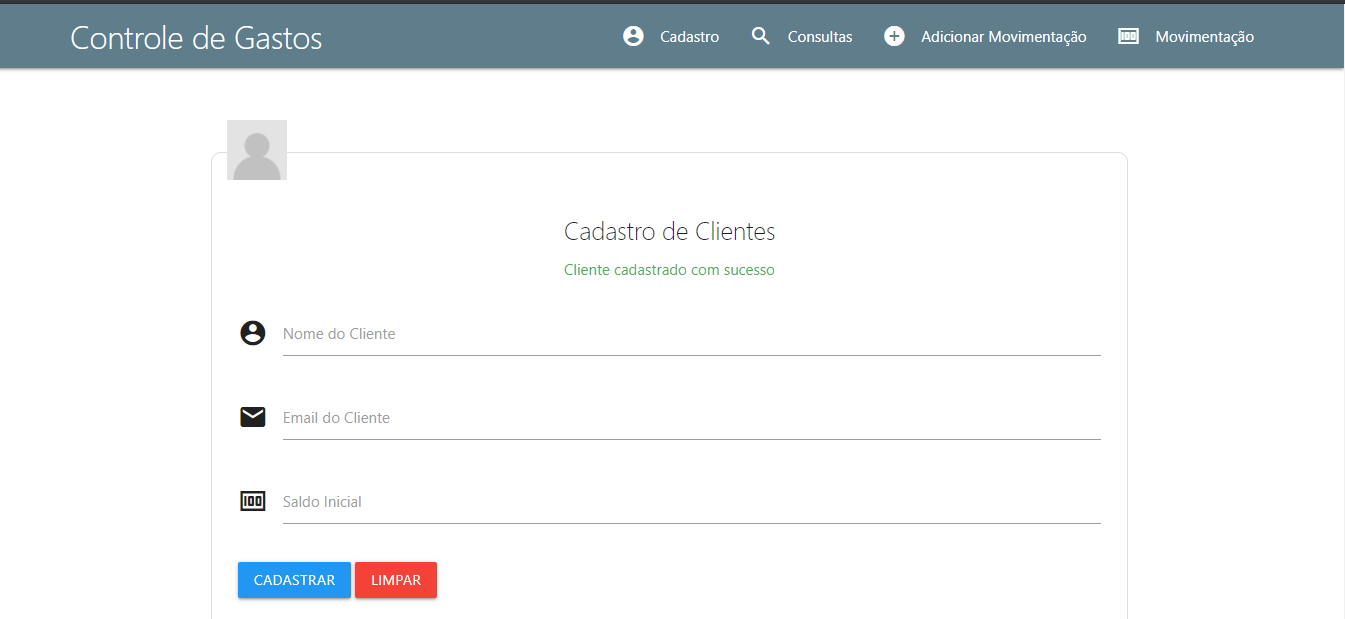 Controle de Gastos
Cadastro
Consultas
Adicionar Movimentação
Movimentação
Cadastro de Clientes
Cliente cadastrado com sucesso
Nome do Cliente
Email do Cliente
100
Saldo Inicial
CADASTRAR
LIMPAR